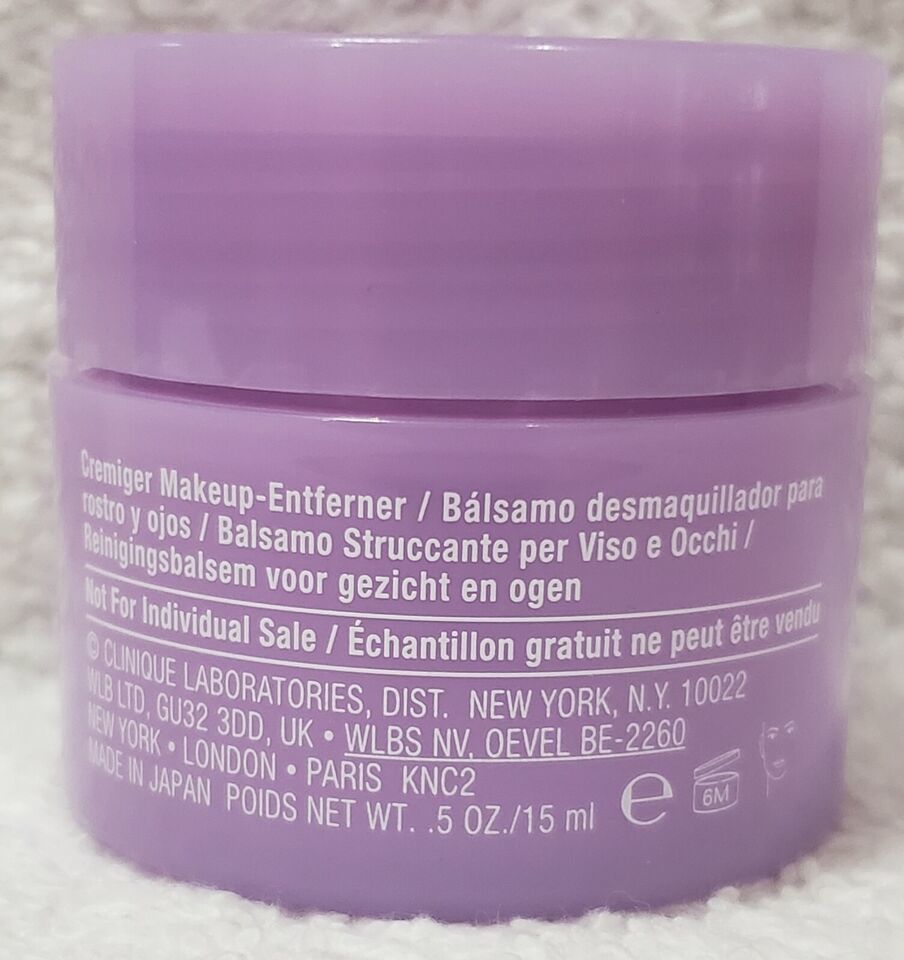 Cremiger Makeup-Entferner / Bálsamo desmaquillador para
rostro y ojos / Balsamo Struccante per Viso e Occhi /
Reinigingsbalsem voor gezicht en ogen
Not For Individual Sale / Échantillon gratuit ne peut être vendu
© CLINIQUE LABORATORIES, DIST. NEW YORK, N.Y. 10022
WLB LTD, GU32 3DD, UK • WLBS NV, OEVEL BE-2260
NEW YORK • LONDON • PARIS KNC2
MADE IN JAPAN POIDS NET WT. .5 OZ./15 ml e 6M